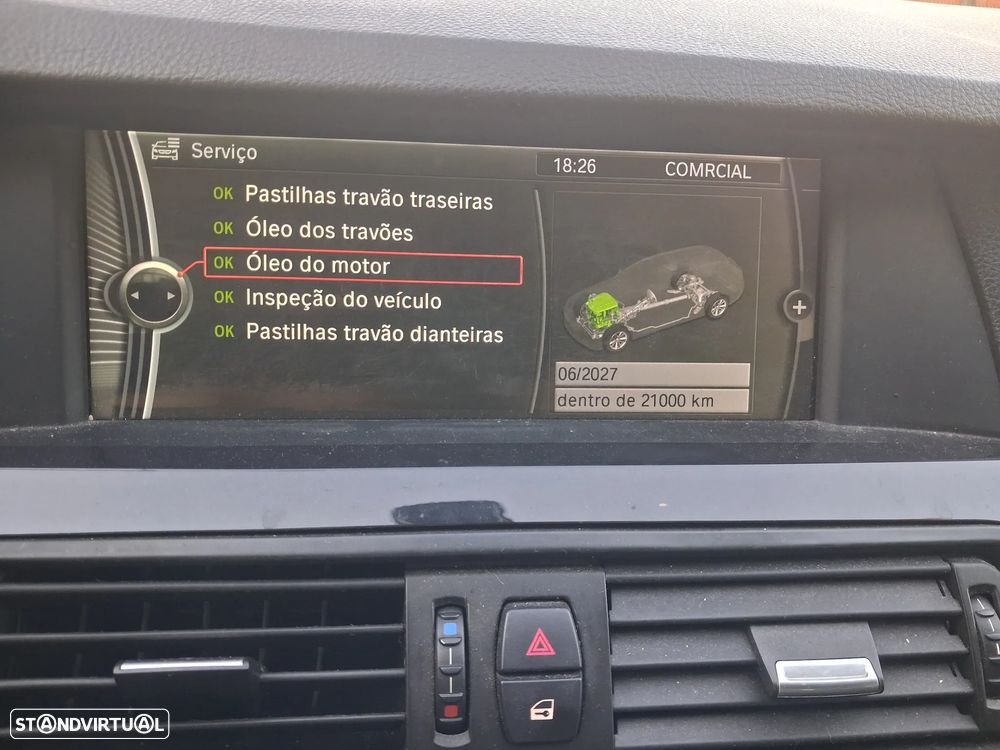 Serviço
18:26 COMRCIAL
OK Pastilhas travão traseiras
OK Óleo dos travões
OK Óleo do motor
OK Inspeção do veículo
OK Pastilhas travão dianteiras
06/2027
dentro de 21000 km
STANDVIRTUAL